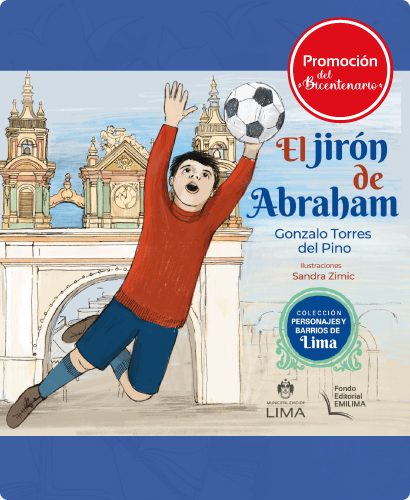 Promoción
del
Bicentenario
El jirón
de
Abraham
Gonzalo Torres
del Pino
Ilustraciones
Sandra Zimic
COLECCIÓN
PERSONAJES Y
BARRIOS DE
Lima
MUNICIPALIDAD DE
LIMA
Fondo
Editorial
EMILIMA